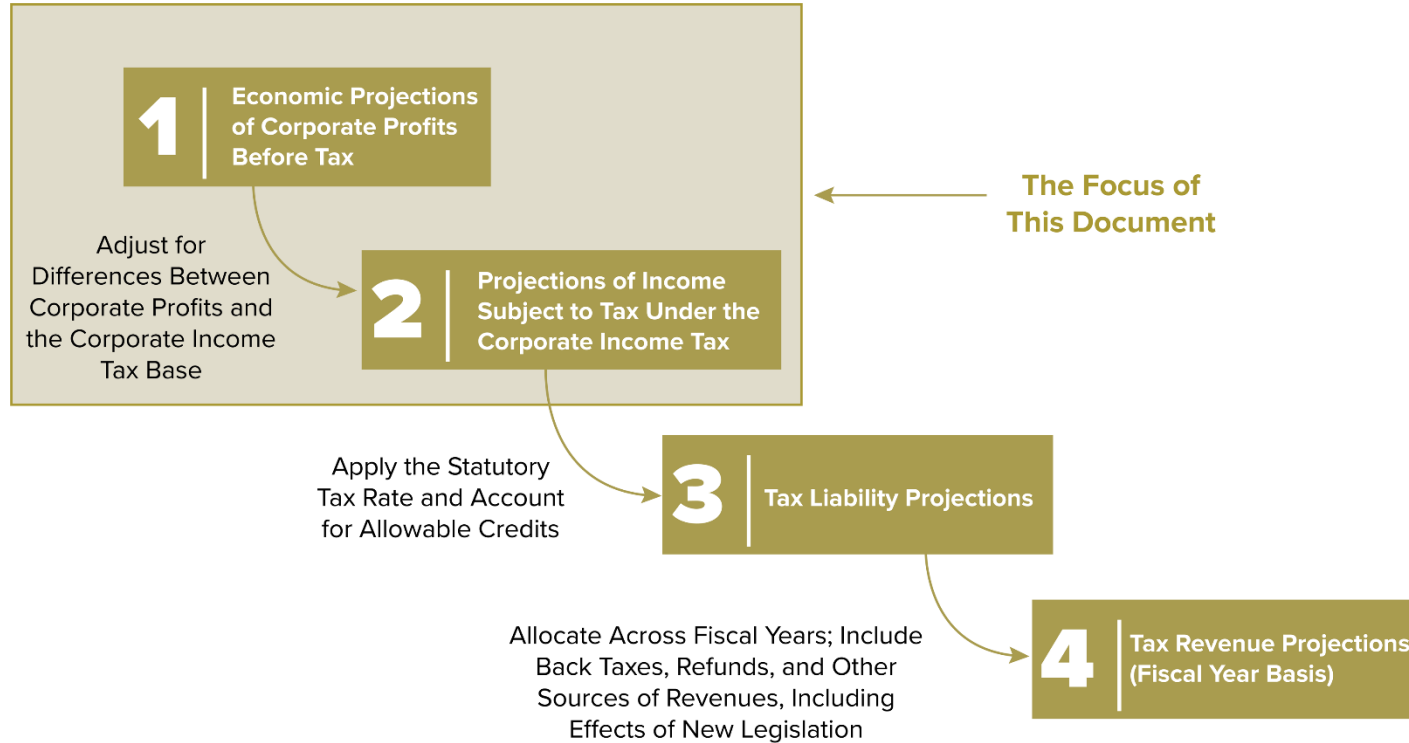 1
Economic Projections
of Corporate Profits
Before Tax
The Focus of
This Document
Adjust for
Differences Between
Corporate Profits and
the Corporate Income
Tax Base
2
Projections of Income
Subject to Tax Under the
Corporate Income Tax
Apply the Statutory
Tax Rate and Account
for Allowable Credits
3
Tax Liability Projections
Allocate Across Fiscal Years; Include
Back Taxes, Refunds, and Other
Sources of Revenues, Including
Effects of New Legislation
4
Tax Revenue Projections
(Fiscal Year Basis)